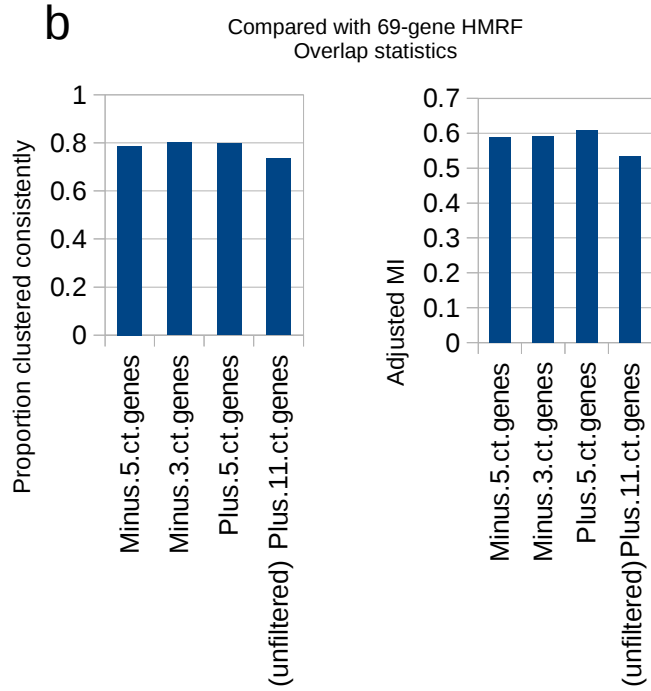 b
Compared with 69-gene HMRF
Overlap statistics
Proportion clustered consistently
1
0.8
0.6
0.4
0.2
0
Minus.5.ct.genes
Minus.3.ct.genes
Plus.5.ct.genes
Plus.11.ct.genes
(unfiltered)
Adjusted MI
0.7
0.6
0.5
0.4
0.3
0.2
0.1
0
Minus.5.ct.genes
Minus.3.ct.genes
Plus.5.ct.genes
Plus.11.ct.genes
(unfiltered)